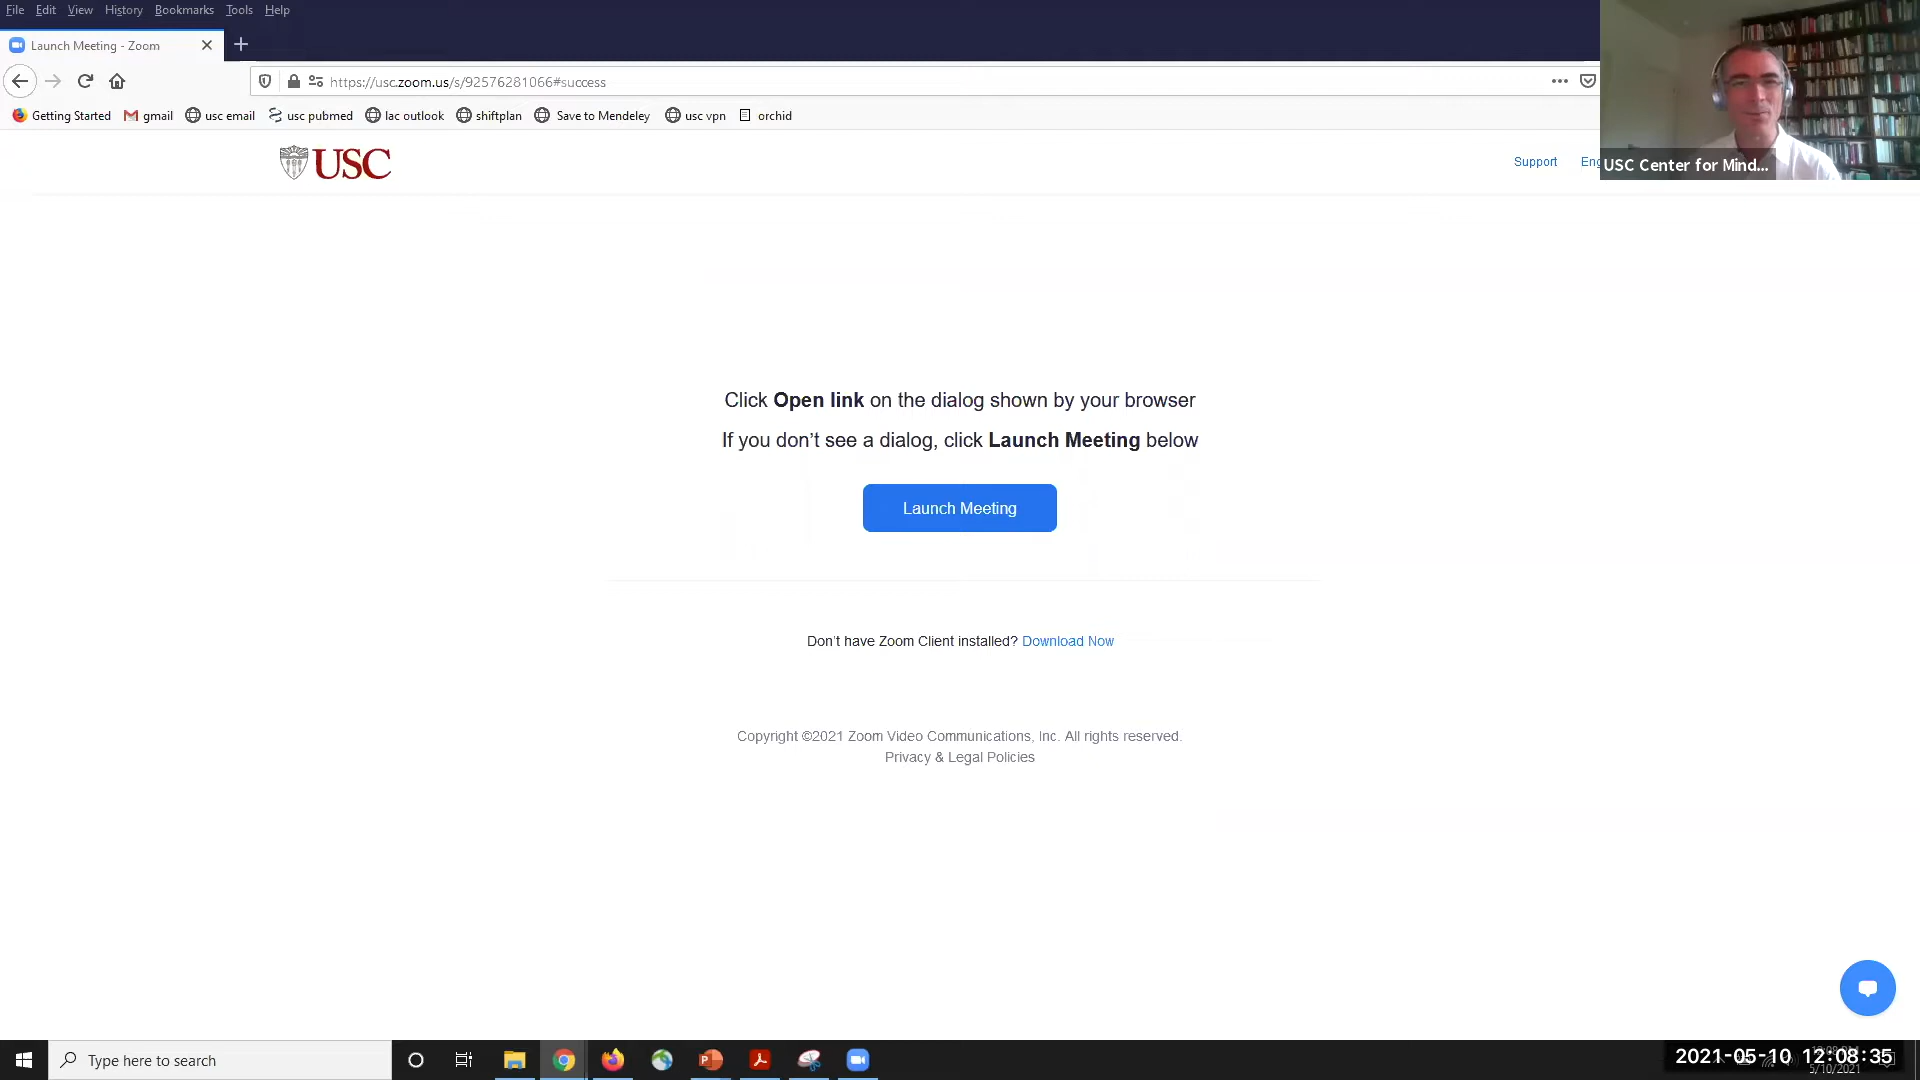 File Edit View History Bookmarks Tools Help
Launch Meeting - Zoom
https://usc.zoom.us/s/92576281066#success
Getting Started gmail usc email usc pubmed lac outlook shiftplan Save to Mendeley usc vpn orchid
USC
Support Eng
USC Center for Mind...
Click Open link on the dialog shown by your browser
If you don’t see a dialog, click Launch Meeting below
Launch Meeting
Don’t have Zoom Client installed? Download Now
Copyright ©2021 Zoom Video Communications, Inc. All rights reserved.
Privacy & Legal Policies
Type here to search
2021-05-10 12:08:35
5/10/2021